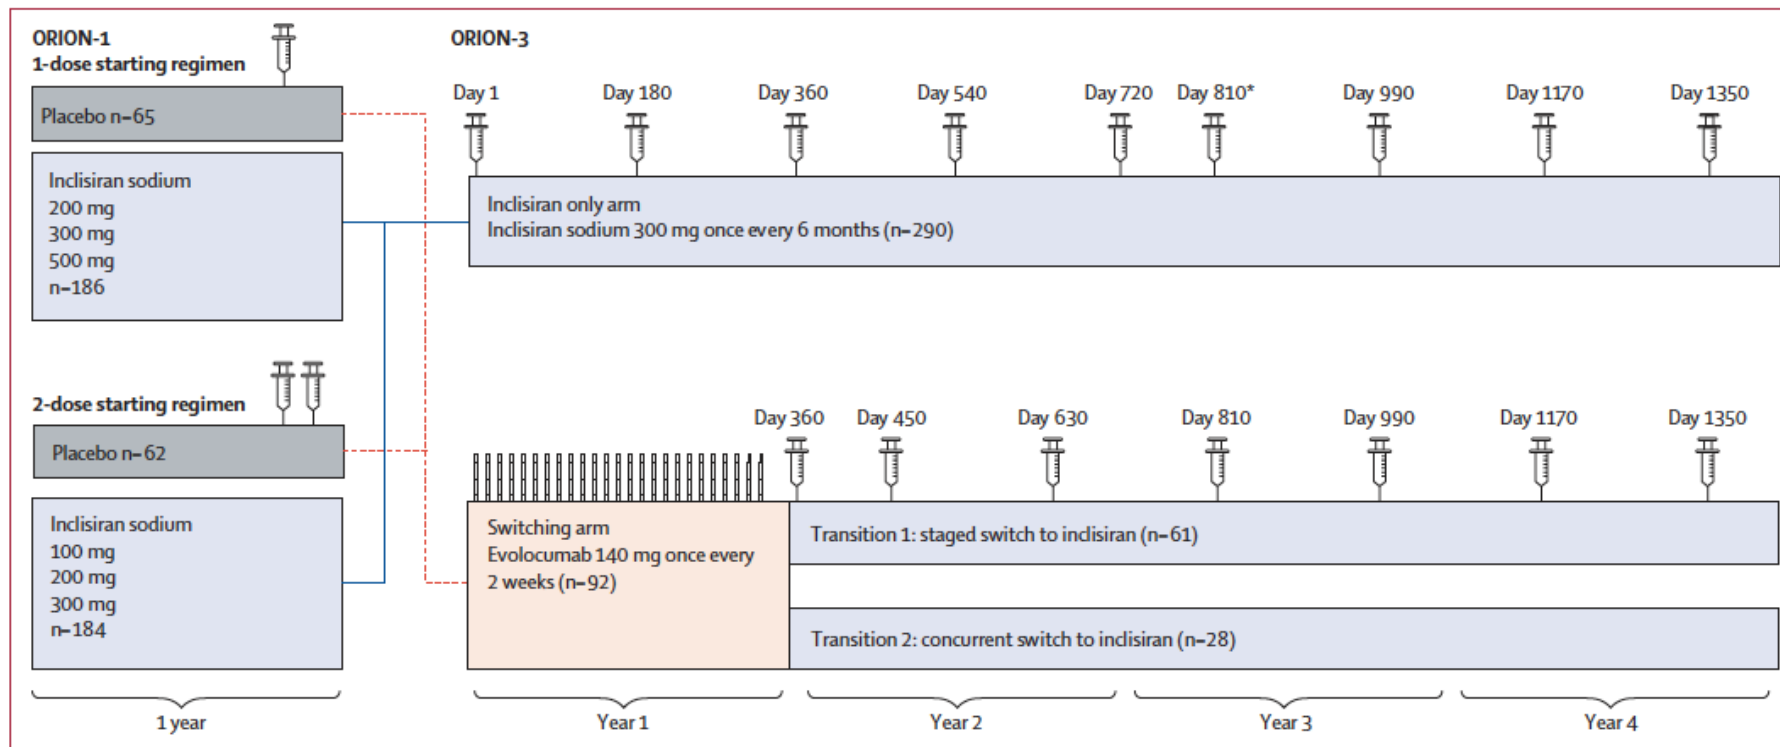 ORION-1
1-dose starting regimen
Placebo n=65
Inclisiran sodium
200 mg
300 mg
500 mg
n=186
2-dose starting regimen
Placebo n=62
Inclisiran sodium
100 mg
200 mg
300 mg
n=184
1 year
ORION-3
Day 1 Day 180 Day 360 Day 540 Day 720 Day 810* Day 990 Day 1170 Day 1350
Inclisiran only arm
Inclisiran sodium 300 mg once every 6 months (n=290)
Day 360 Day 450 Day 630 Day 810 Day 990 Day 1170 Day 1350
Switching arm
Evolocumab 140 mg once every
2 weeks (n=92)
Transition 1: staged switch to inclisiran (n=61)
Transition 2: concurrent switch to inclisiran (n=28)
Year 1 Year 2 Year 3 Year 4